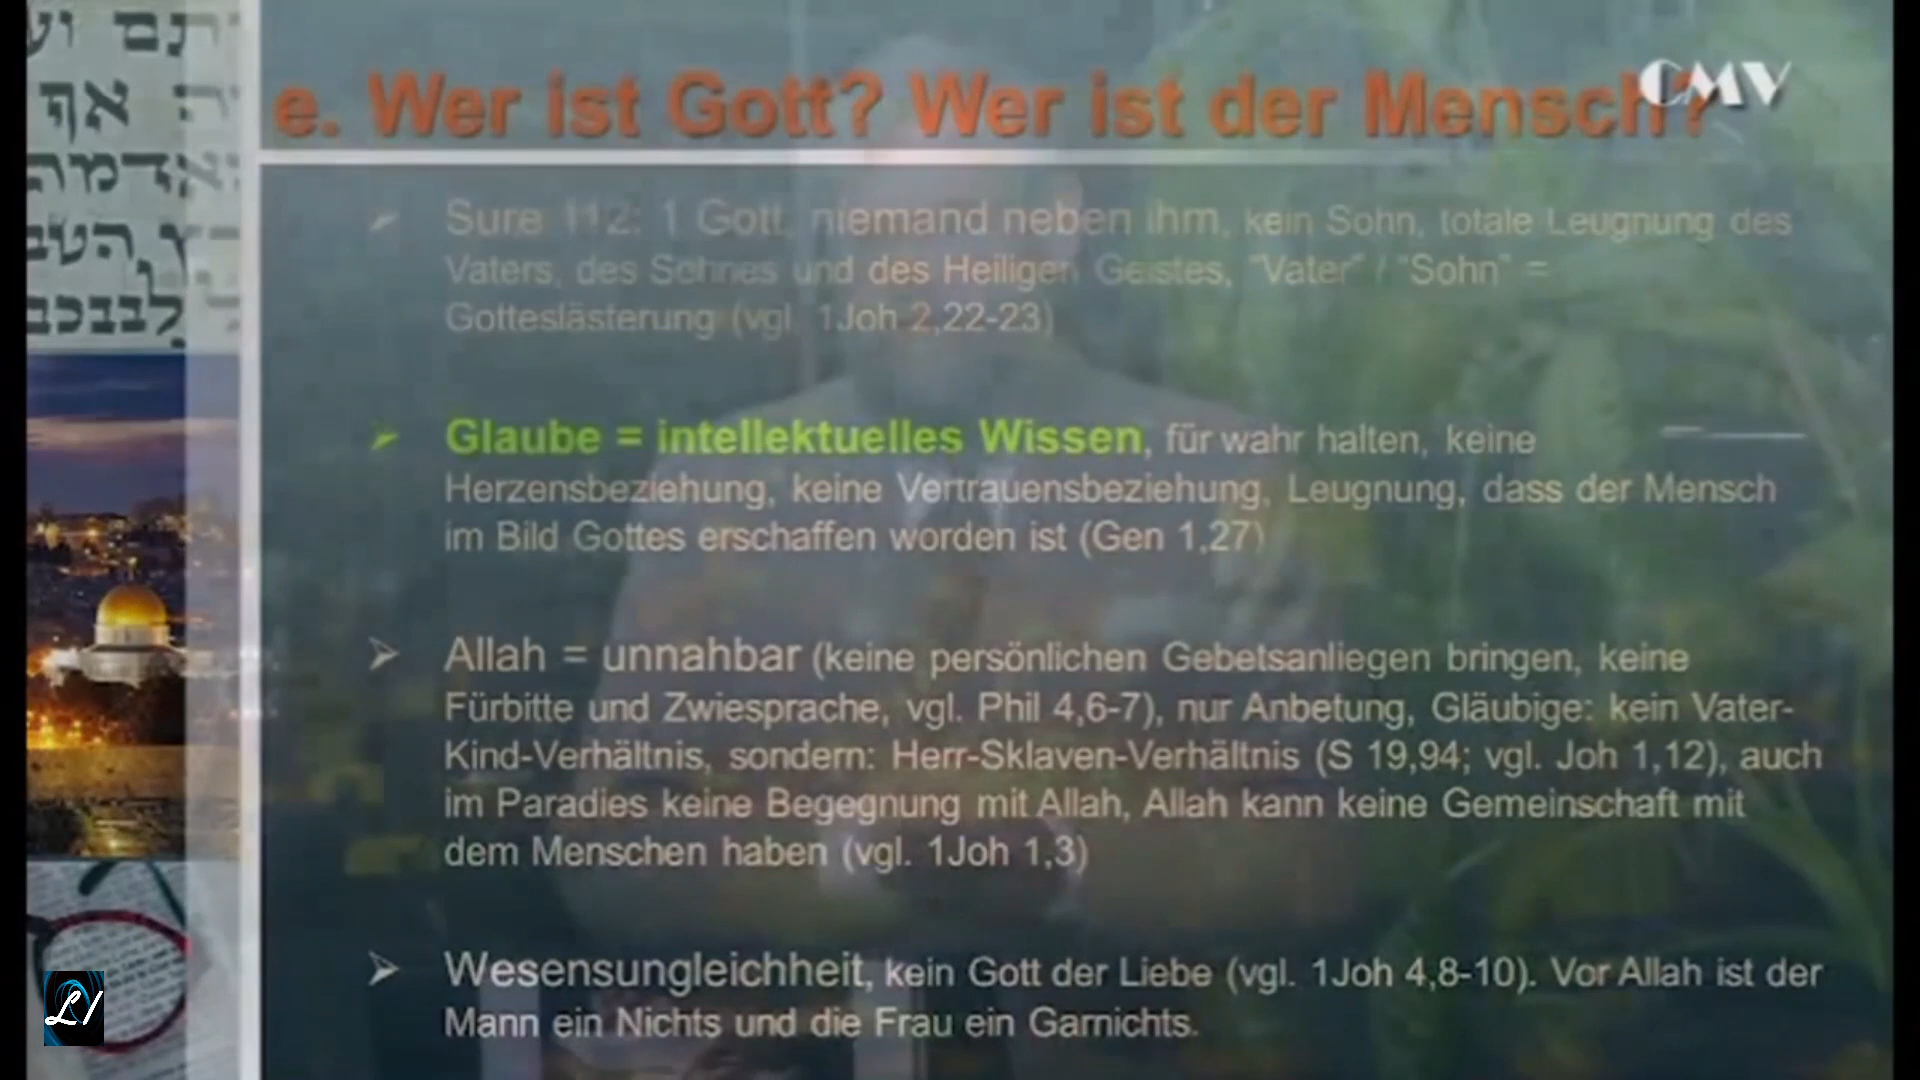 CMV
e. Wer ist Gott? Wer ist der Mensch?
Sure 112: 1 Gott, niemand neben ihm, kein Sohn, totale Leugnung des
Vaters, des Sohnes und des Heiligen Geistes, "Vater" / "Sohn" =
Gotteslästerung (vgl. 1Joh 2,22-23)
Glaube = intellektuelles Wissen, für wahr halten, keine
Herzensbeziehung, keine Vertrauensbeziehung, Leugnung, dass der Mensch
im Bild Gottes erschaffen worden ist (Gen 1,27)
Allah = unnahbar (keine persönlichen Gebetsanliegen bringen, keine
Fürbitte und Zwiesprache, vgl. Phil 4,6-7), nur Anbetung, Gläubige: kein Vater-
Kind-Verhältnis, sondern: Herr-Sklaven-Verhältnis (S 19,94; vgl. Joh 1,12), auch
im Paradies keine Begegnung mit Allah, Allah kann keine Gemeinschaft mit
dem Menschen haben (vgl. 1Joh 1,3)
Wesensungleichheit, kein Gott der Liebe (vgl. 1Joh 4,8-10). Vor Allah ist der
Mann ein Nichts und die Frau ein Garnichts.
אף
הטב